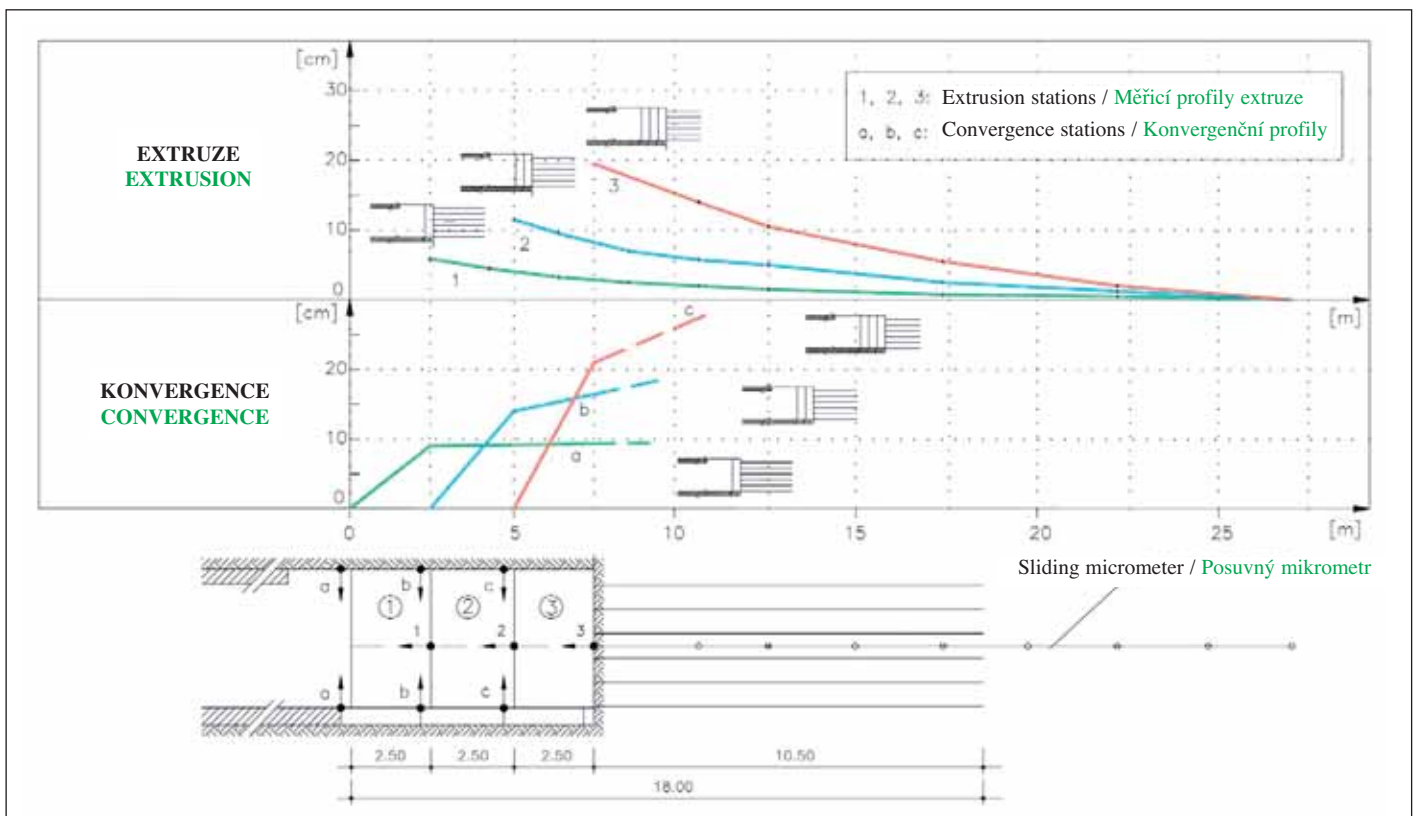 [cm]
30
20
10
0
EXTRUZE
EXTRUSION
1, 2, 3: Extrusion stations / Měřicí profily extruze
a, b, c: Convergence stations / Konvergenční profily
3
2
1
[m]
[cm]
20
10
0
KONVERGENCE
CONVERGENCE
c
b
a
0 5 10 15 20 25 [m]
Sliding micrometer / Posuvný mikrometr
a b c
1 2 3
1 2 3
a b c
2.50 2.50 2.50 10.50
18.00